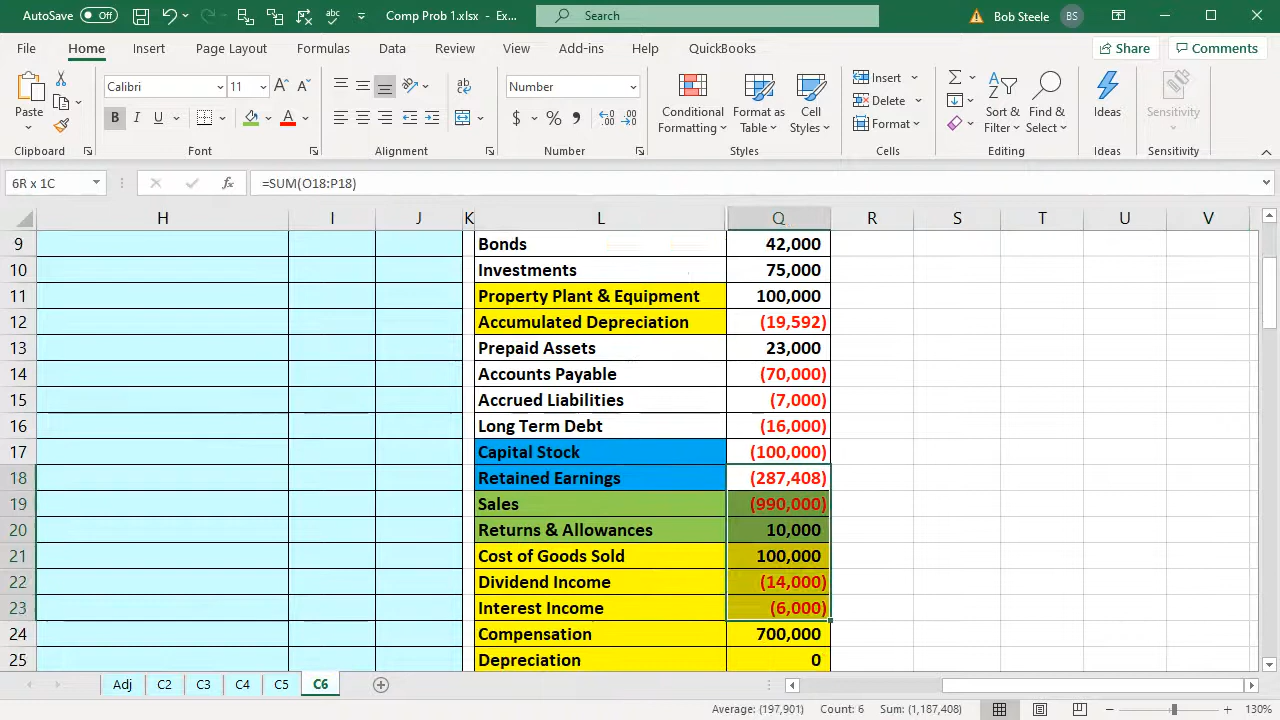 AutoSave Off Comp Prob 1.xlsx - Ex... Search Bob Steele BS
File Home Insert Page Layout Formulas Data Review View Add-ins Help QuickBooks Share Comments
Paste Calibri 11 Number Conditional Formatting Format as Table Cell Styles Insert Delete Format Sort & Filter Find & Select Ideas Sensitivity
B I U $ %
Clipboard Font Alignment Number Styles Cells Editing Ideas Sensitivity
6R x 1C =SUM(O18:P18)
H I J K L Q R S T U V
9 Bonds 42,000
10 Investments 75,000
11 Property Plant & Equipment 100,000
12 Accumulated Depreciation (19,592)
13 Prepaid Assets 23,000
14 Accounts Payable (70,000)
15 Accrued Liabilities (7,000)
16 Long Term Debt (16,000)
17 Capital Stock (100,000)
18 Retained Earnings (287,408)
19 Sales (990,000)
20 Returns & Allowances 10,000
21 Cost of Goods Sold 100,000
22 Dividend Income (14,000)
23 Interest Income (6,000)
24 Compensation 700,000
25 Depreciation 0
Adj C2 C3 C4 C5 C6
Average: (197,901) Count: 6 Sum: (1,187,408) 130%